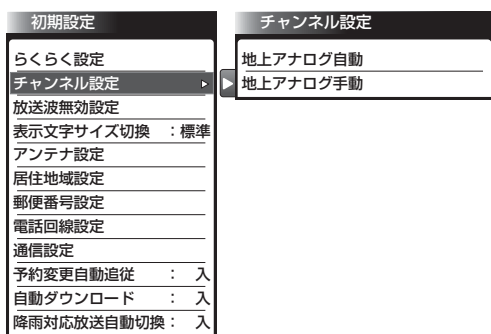 初期設定
らくらく設定
チャンネル設定
放送波無効設定
表示文字サイズ切換 ：標準
アンテナ設定
居住地域設定
郵便番号設定
電話回線設定
通信設定
予約変更自動追従 ： 入
自動ダウンロード ： 入
降雨対応放送自動切換： 入
チャンネル設定
地上アナログ自動
地上アナログ手動